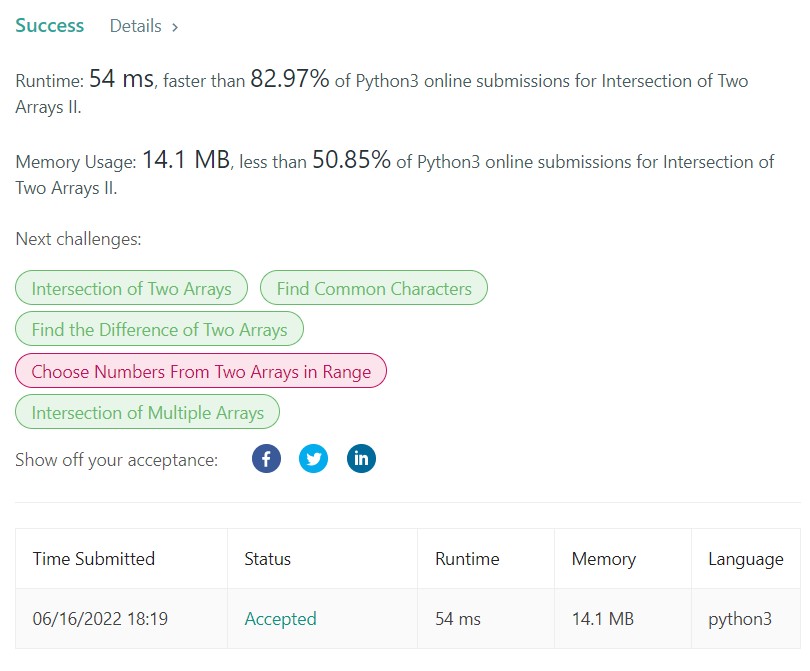 Success Details >
Runtime: 54 ms, faster than 82.97% of Python3 online submissions for Intersection of Two
Arrays II.
Memory Usage: 14.1 MB, less than 50.85% of Python3 online submissions for Intersection of
Two Arrays II.
Next challenges:
Intersection of Two Arrays Find Common Characters
Find the Difference of Two Arrays
Choose Numbers From Two Arrays in Range
Intersection of Multiple Arrays
Show off your acceptance: f in
Time Submitted Status Runtime Memory Language
06/16/2022 18:19 Accepted 54 ms 14.1 MB python3